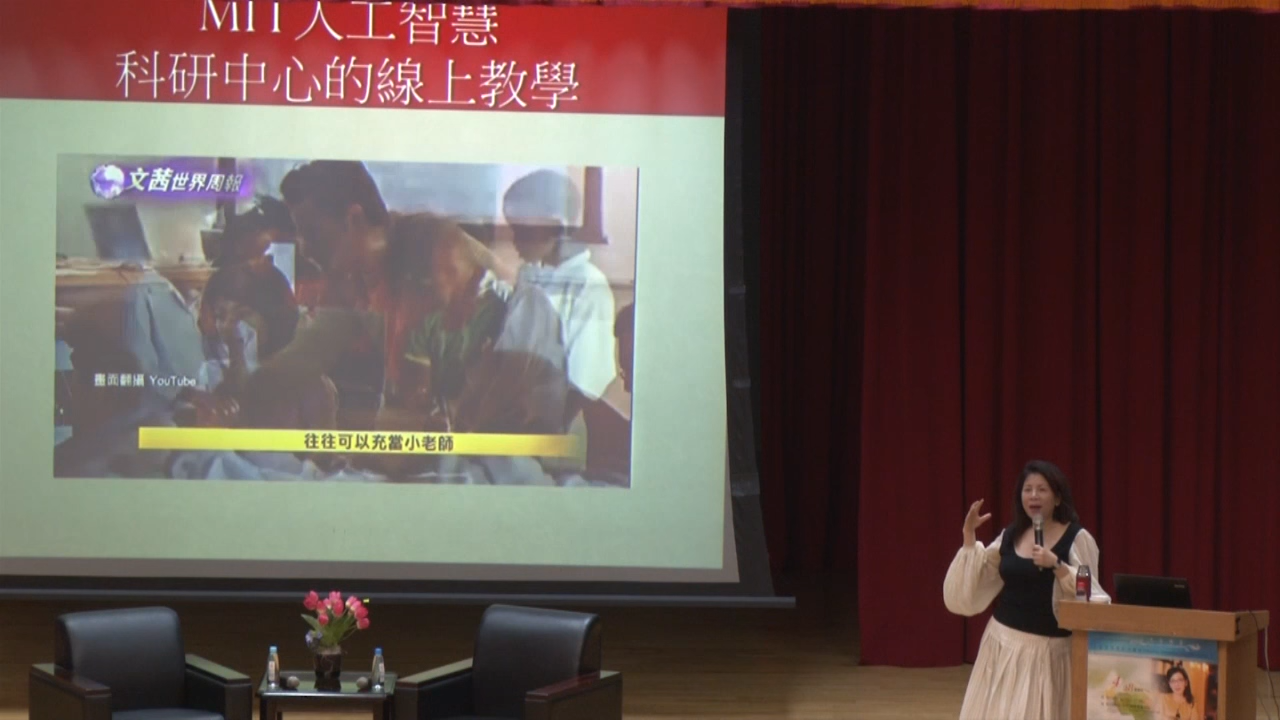 MIT人工智慧
科研中心的線上教學
文茜世界周報
畫面翻攝 YouTube
往往可以充當小老師